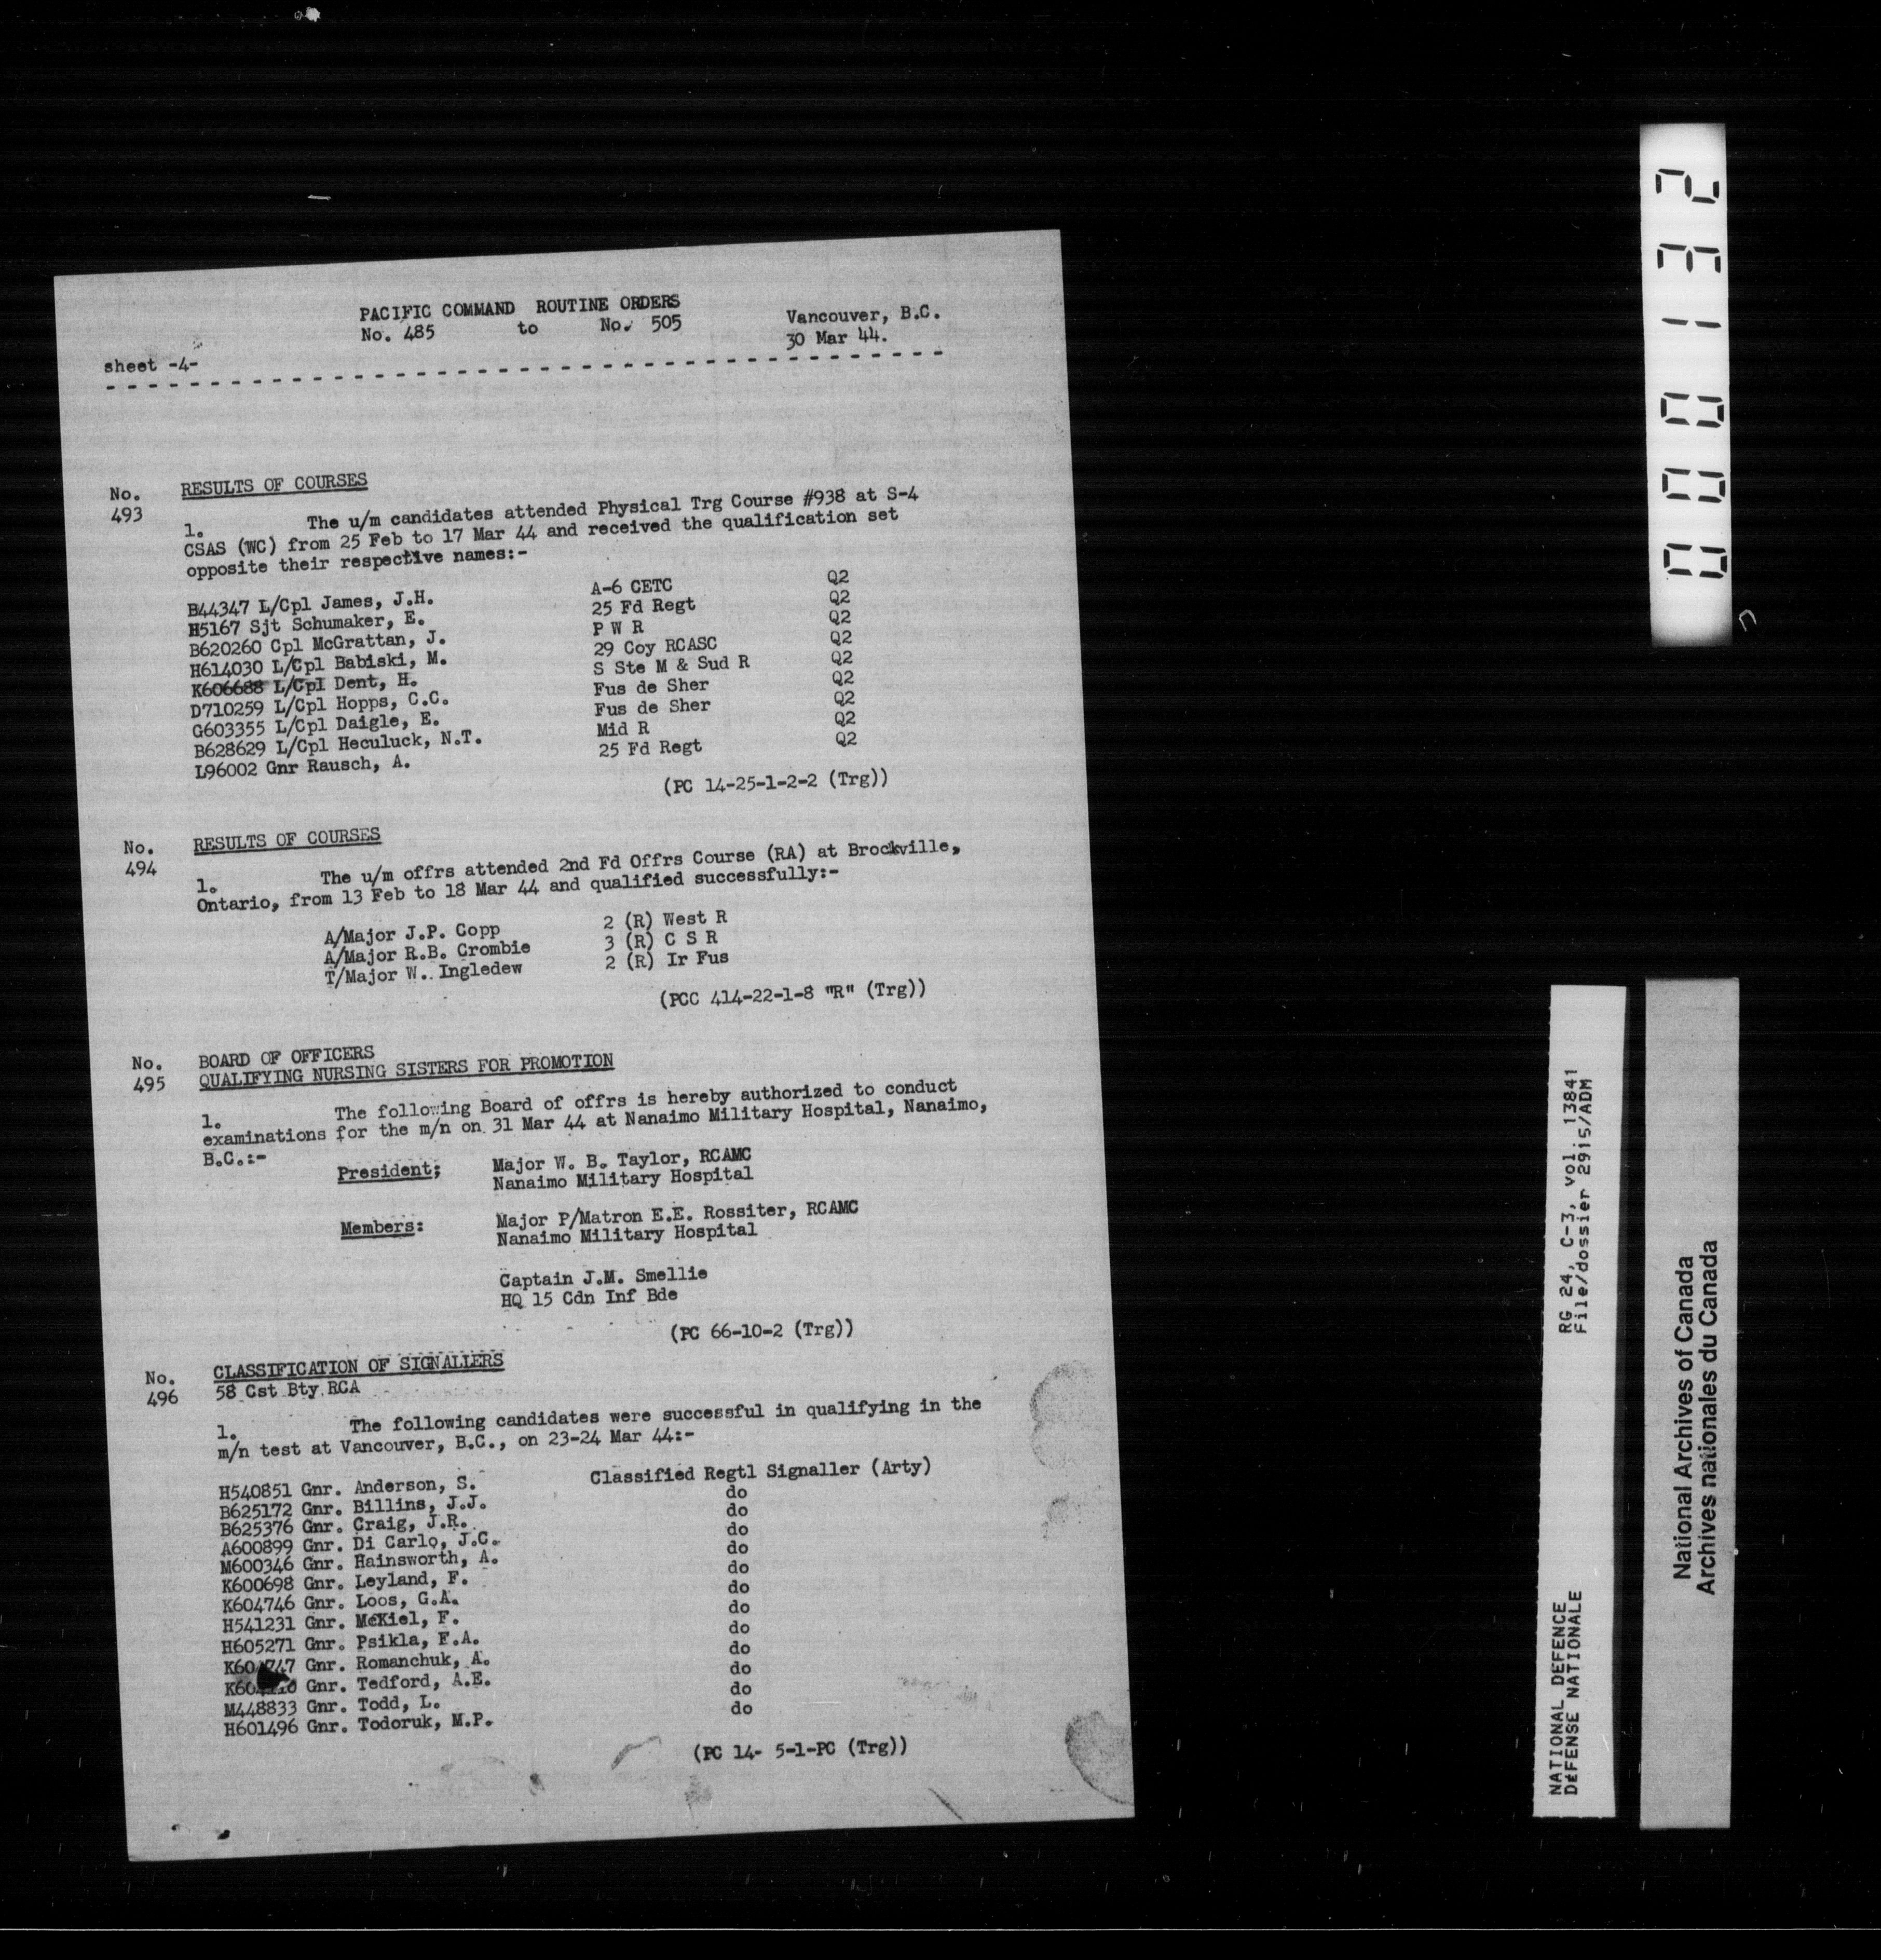 PACIFIC COMMAND ROUTINE ORDERS
No. 485 to No. 505
Vancouver, B.C.
30 Mar 44.
sheet -4-
No. 493
RESULTS OF COURSES
1. The u/m candidates attended Physical Trg Course #938 at S-4
CSAS (WC) from 25 Feb to 17 Mar 44 and received the qualification set
opposite their respective names:-
B44347 L/Cpl James, J.H. A-6 CETC Q2
H5167 Sjt Schumaker, E. 25 Fd Regt Q2
B620260 Cpl McGrattan, J. P W R Q2
H614030 L/Cpl Babiski, M. 29 Coy RCASC Q2
K606688 L/Cpl Dent, H. S Ste M & Sud R Q2
D710259 L/Cpl Hopps, C.C. Fus de Sher Q2
G603355 L/Cpl Daigle, E. Fus de Sher Q2
B628629 L/Cpl Heculuck, N.T. Mid R Q2
L96002 Gnr Rausch, A. 25 Fd Regt Q2
(PC 14-25-1-2-2 (Trg))
No. 494
RESULTS OF COURSES
1. The u/m offrs attended 2nd Fd Offrs Course (RA) at Brockville,
Ontario, from 13 Feb to 18 Mar 44 and qualified successfully:-
A/Major J.P. Copp 2 (R) West R
A/Major R.B. Crombie 3 (R) C S R
T/Major W. Ingledew 2 (R) Ir Fus
(PCC 414-22-1-8 "R" (Trg))
No. 495
BOARD OF OFFICERS
QUALIFYING NURSING SISTERS FOR PROMOTION
1. The following Board of offrs is hereby authorized to conduct
examinations for the m/n on 31 Mar 44 at Nanaimo Military Hospital, Nanaimo,
B.C.:-
President; Major W. B. Taylor, RCAMC
Nanaimo Military Hospital
Members: Major P/Matron E.E. Rossiter, RCAMC
Nanaimo Military Hospital
Captain J.M. Smellie
HQ 15 Cdn Inf Bde
(PC 66-10-2 (Trg))
No. 496
CLASSIFICATION OF SIGNALLERS
58 Cst Bty RCA
1. The following candidates were successful in qualifying in the
m/n test at Vancouver, B.C., on 23-24 Mar 44:-
H540851 Gnr. Anderson, S. Classified Regtl Signaller (Arty)
B625172 Gnr. Billins, J.J. do
B625376 Gnr. Craig, J.R. do
A600899 Gnr. Di Carlo, J.C. do
M600346 Gnr. Hainsworth, A. do
K600698 Gnr. Leyland, F. do
K604746 Gnr. Loos, G.A. do
H541231 Gnr. McKiel, F. do
H605271 Gnr. Psikla, F.A. do
Gnr. Romanchuk, A. do
Gnr. Tedford, A.E. do
M448833 Gnr. Todd, L. do
H601496 Gnr. Todoruk, M.P. do
(PC 14- 5-1-PC (Trg))
000132
RG 24, C-3, vol. 13841
File/dossier 2915/ADM
NATIONAL DEFENCE
DÉFENSE NATIONALE
National Archives of Canada
Archives nationales du Canada